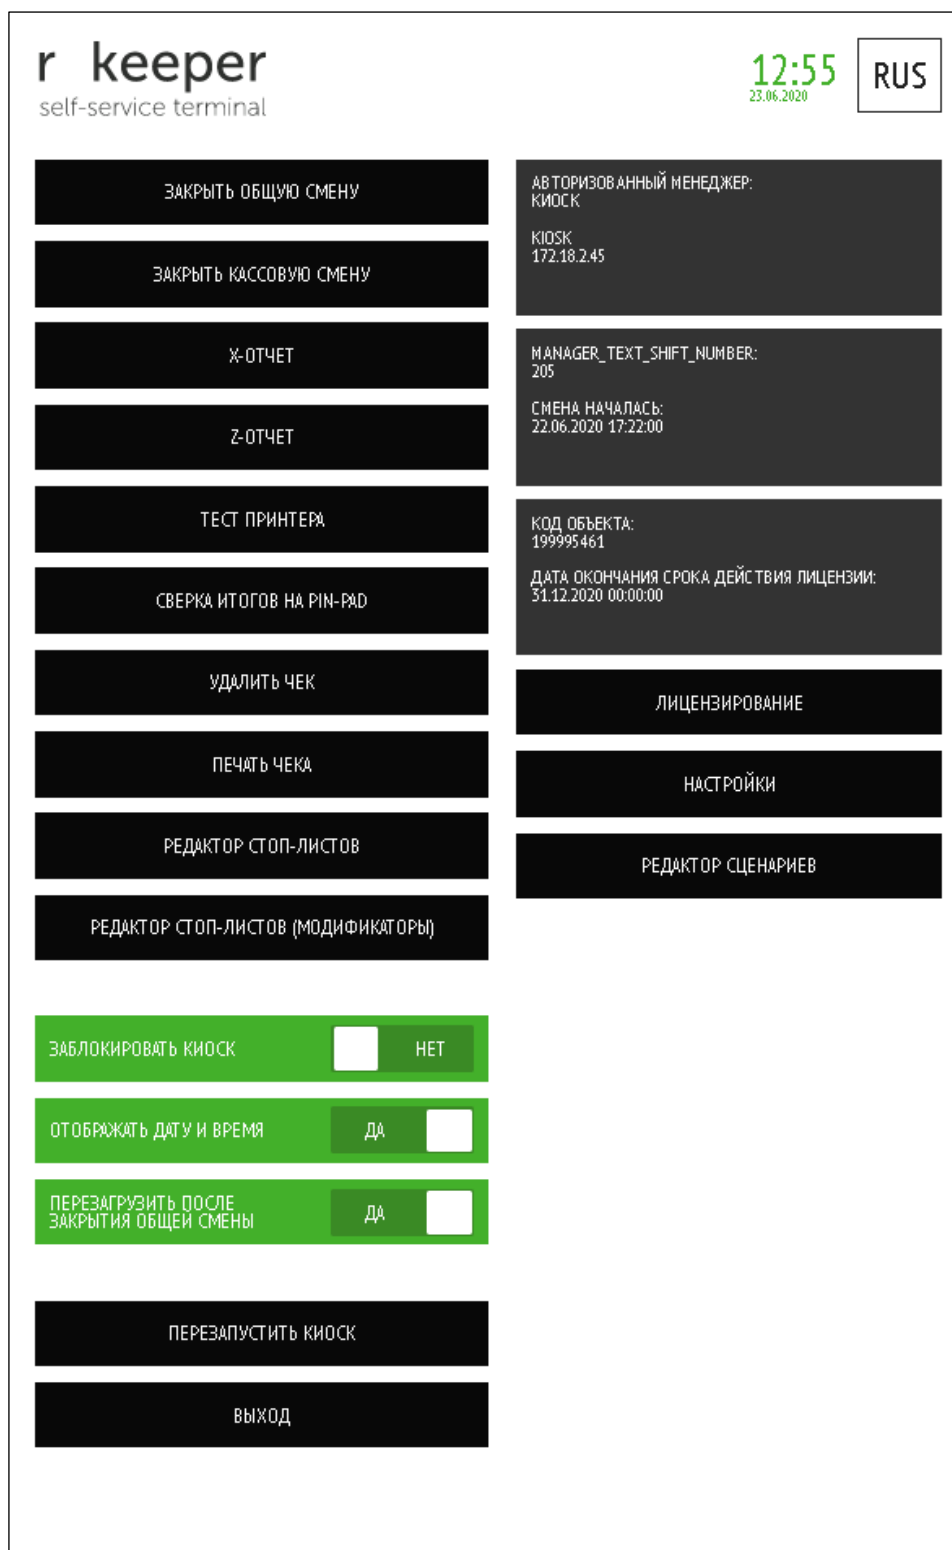 r keeper
self-service terminal
12:55
23.06.2020
RUS
ЗАКРЫТЬ ОБЩУЮ СМЕНУ
ЗАКРЫТЬ КАССОВУЮ СМЕНУ
X-ОТЧЕТ
Z-ОТЧЕТ
ТЕСТ ПРИНТЕРА
СВЕРКА ИТОГОВ НА PIN-PAD
УДАЛИТЬ ЧЕК
ПЕЧАТЬ ЧЕКА
РЕДАКТОР СТОП-ЛИСТОВ
РЕДАКТОР СТОП-ЛИСТОВ (МОДИФИКАТОРЫ)
ЗАБЛОКИРОВАТЬ КИОСК
НЕТ
ОТОБРАЖАТЬ ДАТУ И ВРЕМЯ
ДА
ПЕРЕЗАГРУЗИТЬ ПОСЛЕ
ЗАКРЫТИЯ ОБЩЕЙ СМЕНЫ
ДА
ПЕРЕЗАПУСТИТЬ КИОСК
ВЫХОД
АВТОРИЗОВАННЫЙ МЕНЕДЖЕР:
КИОСК
KIOSK
172.18.2.45
MANAGER_TEXT_SHIFT_NUMBER:
205
СМЕНА НАЧАЛАСЬ:
22.06.2020 17:22:00
КОД ОБЪЕКТА:
199995461
ДАТА ОКОНЧАНИЯ СРОКА ДЕЙСТВИЯ ЛИЦЕНЗИИ:
31.12.2020 00:00:00
ЛИЦЕНЗИРОВАНИЕ
НАСТРОЙКИ
РЕДАКТОР СЦЕНАРИЕВ